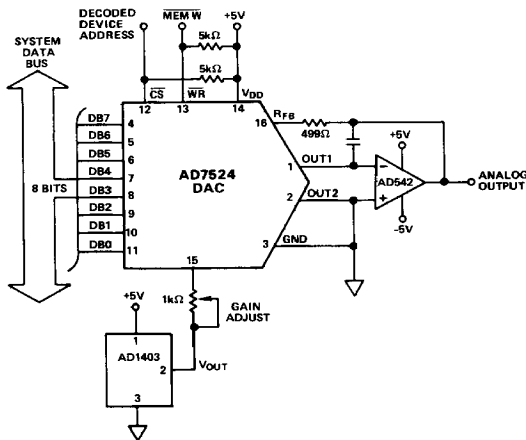 DECODED
DEVICE
ADDRESS
MEMW
+5V
5kΩ
5kΩ
SYSTEM
DATA
BUS
CS
WR
VDD
12
13
14
RFB
16
499Ω
DB7
4
DB6
5
DB5
6
DB4
7
DB3
8
DB2
9
DB1
10
DB0
11
8 BITS
AD7524
DAC
OUT1
1
OUT2
2
GND
3
15
+5V
−
AD542
+
-5V
ANALOG
OUTPUT
1kΩ
GAIN
ADJUST
+5V
1
AD1403
2
VOUT
3